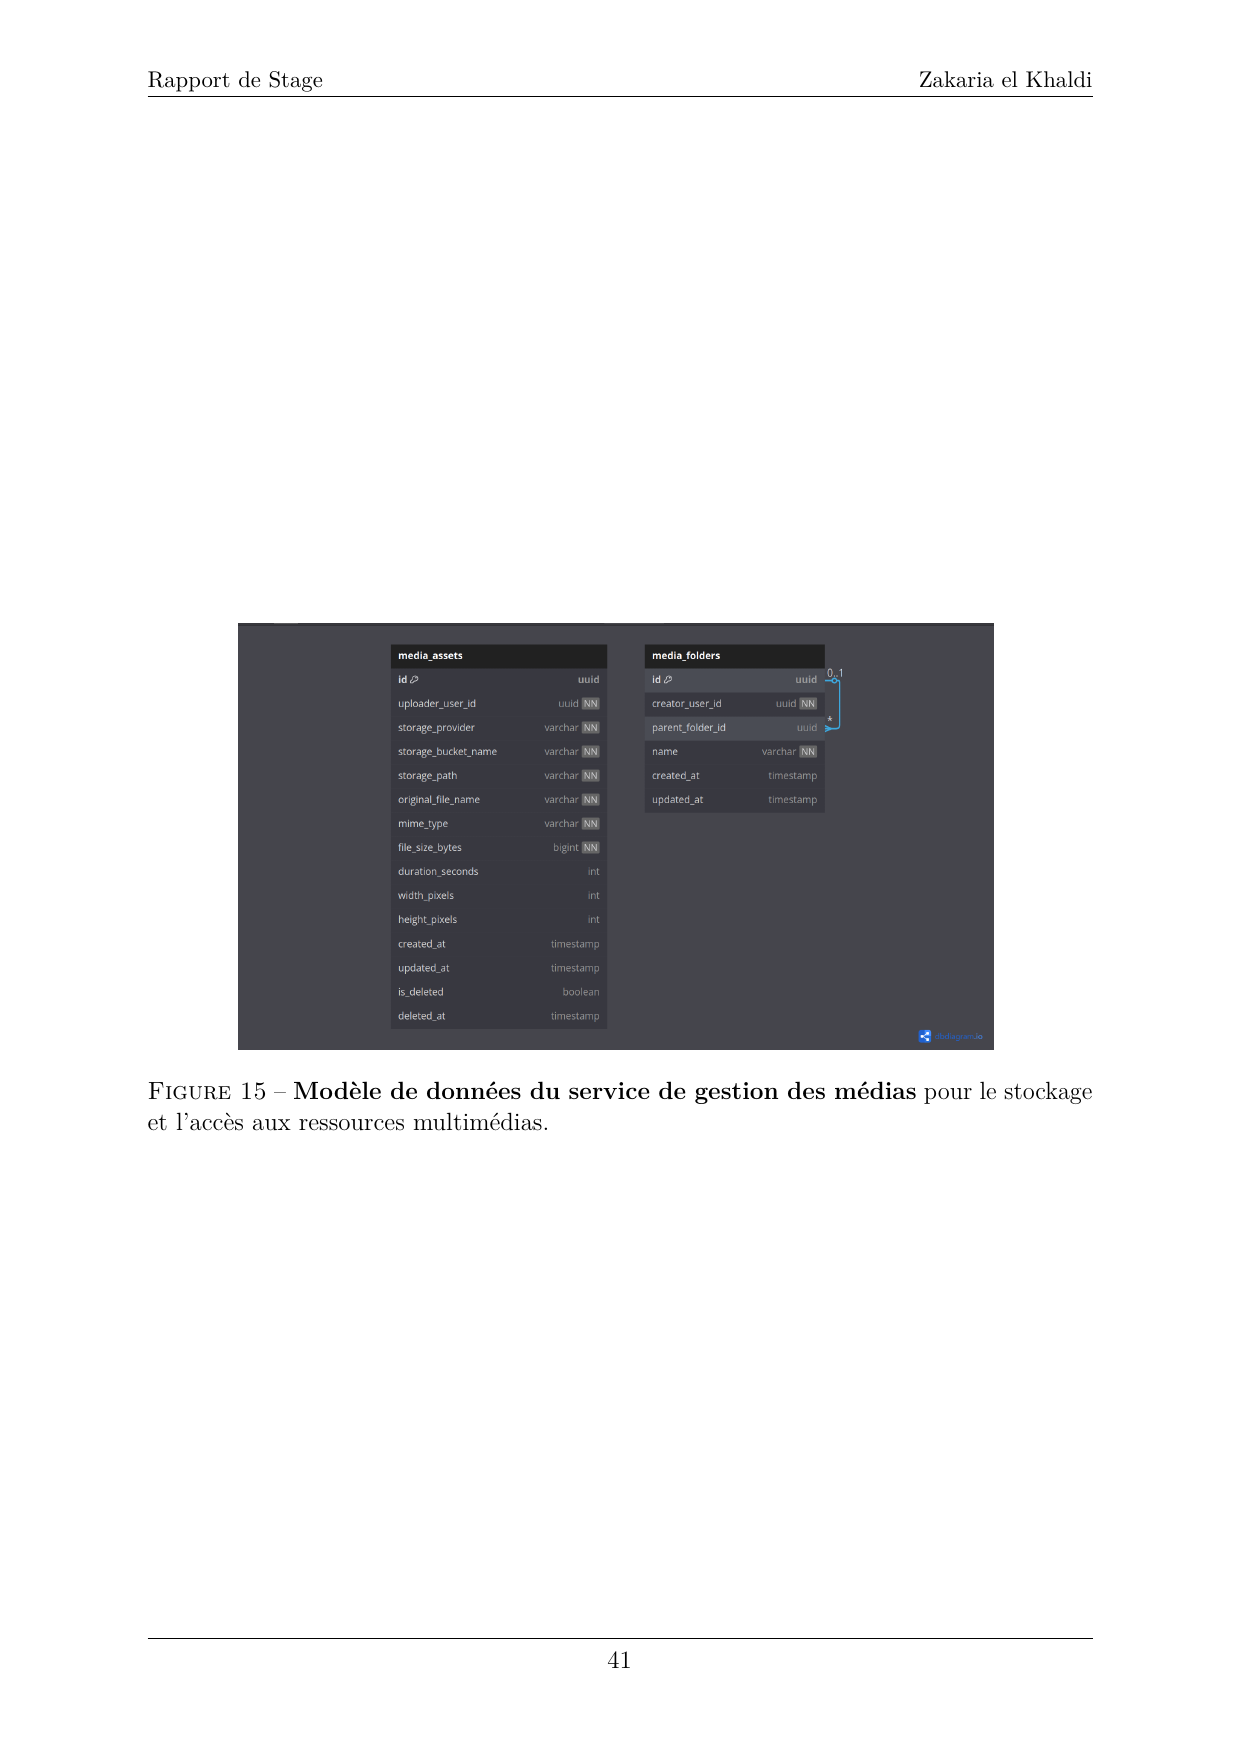 Rapport de Stage Zakaria el Khaldi
media_assets
id uuid
uploader_user_id uuid NN
storage_provider varchar NN
storage_bucket_name varchar NN
storage_path varchar NN
original_file_name varchar NN
mime_type varchar NN
file_size_bytes bigint NN
duration_seconds int
width_pixels int
height_pixels int
created_at timestamp
updated_at timestamp
is_deleted boolean
deleted_at timestamp
media_folders
id uuid
0..1
creator_user_id uuid NN
parent_folder_id uuid
*
name varchar NN
created_at timestamp
updated_at timestamp
dbdiagram.io
FIGURE 15 – Modèle de données du service de gestion des médias pour le stockage
et l'accès aux ressources multimédias.
41